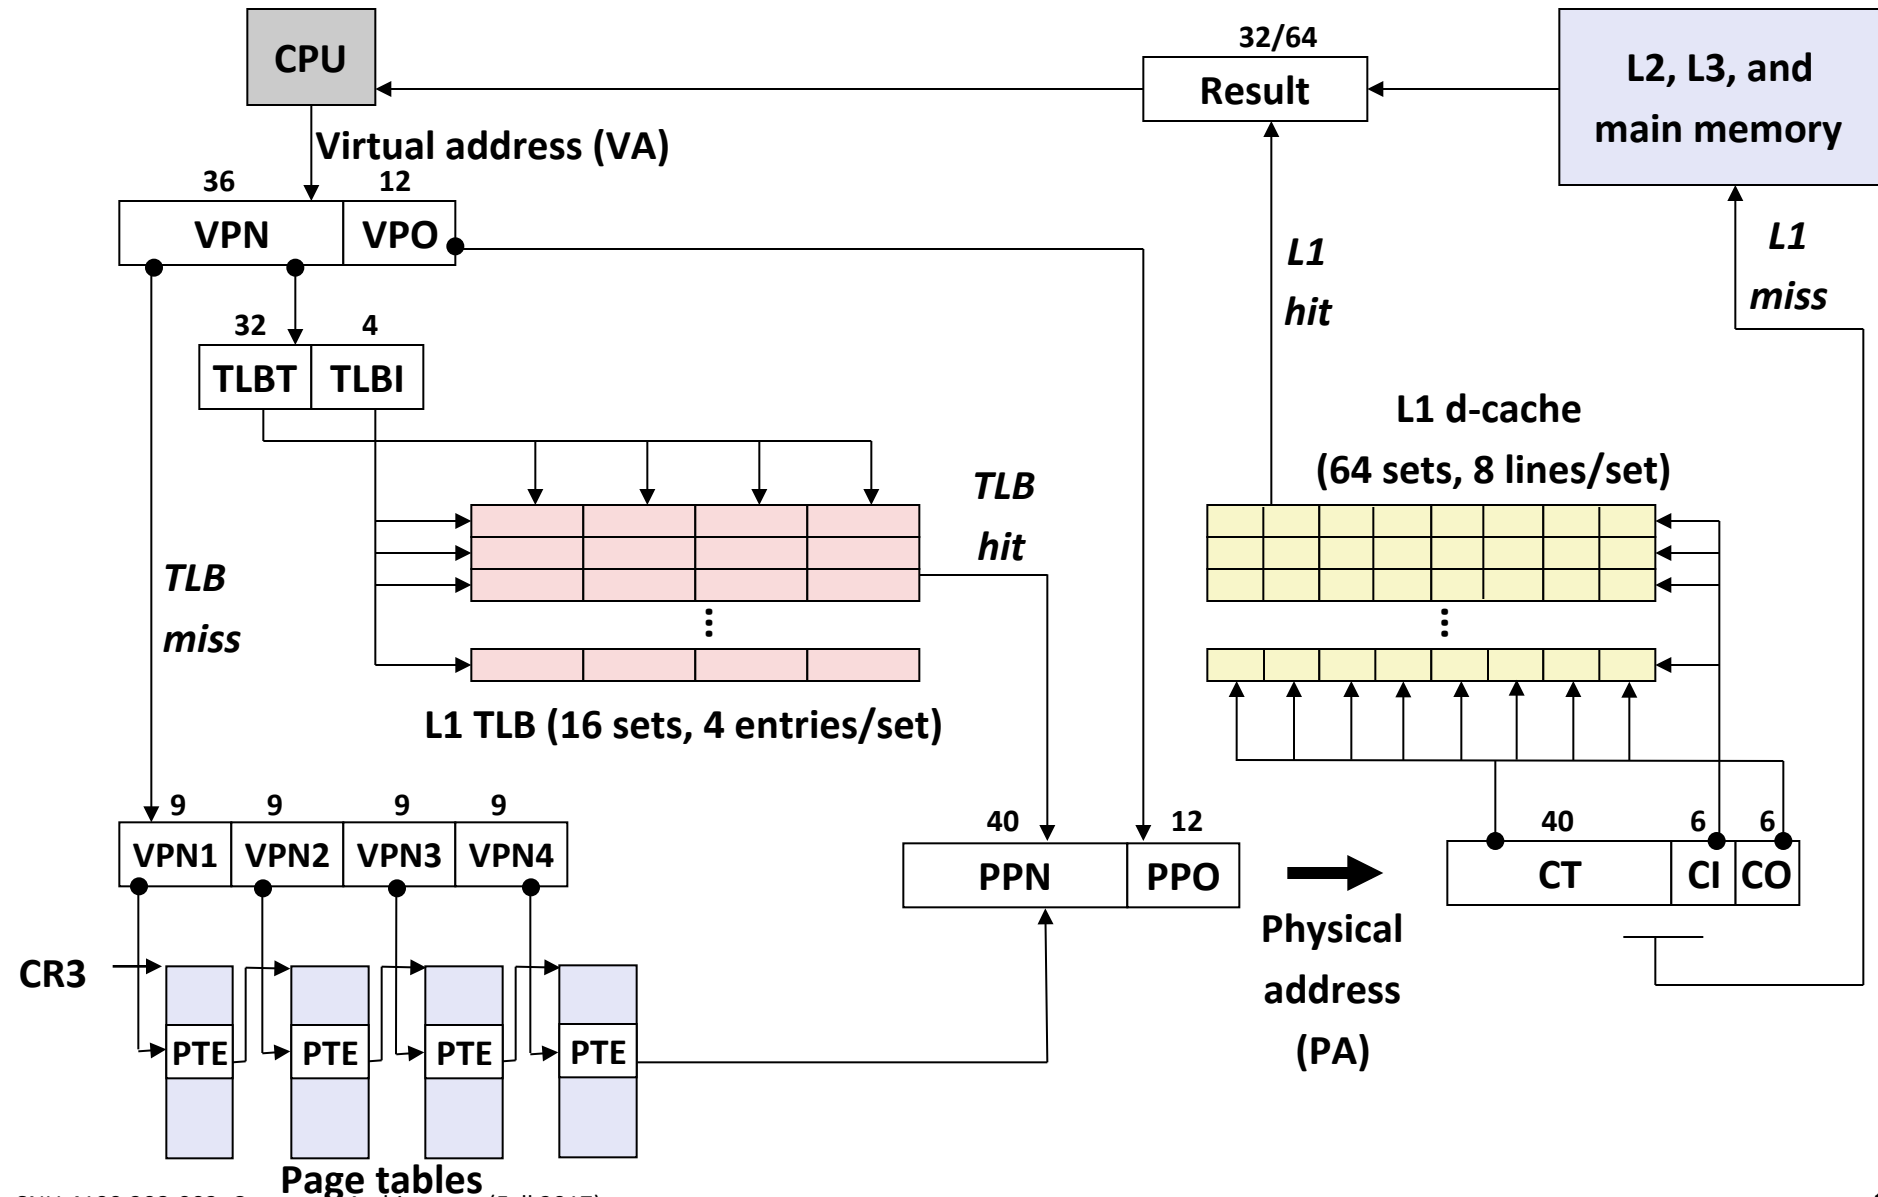 CPU
32/64
Result
L2, L3, and
main memory
Virtual address (VA)
36
12
VPN
VPO
L1
hit
L1
miss
32
4
TLBT
TLBI
L1 d-cache
(64 sets, 8 lines/set)
TLB
hit
TLB
miss
...
...
L1 TLB (16 sets, 4 entries/set)
9
9
9
9
VPN1
VPN2
VPN3
VPN4
40
12
PPN
PPO
40
6
6
CT
CI
CO
Physical
address
(PA)
CR3
PTE
PTE
PTE
PTE
Page tables